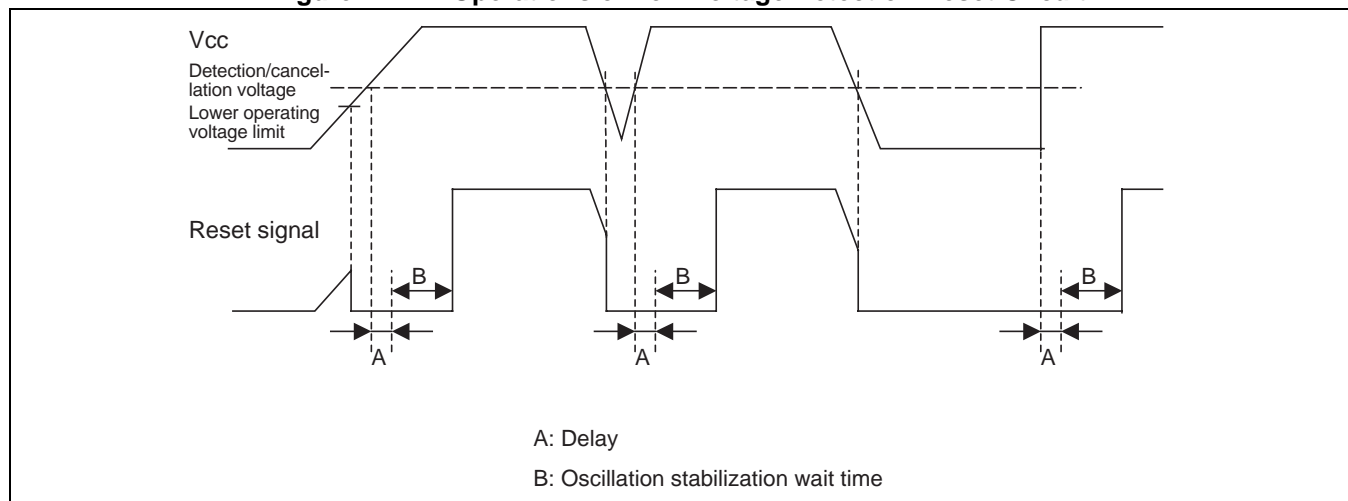 Vcc
Detection/cancel-
lation voltage
Lower operating
voltage limit
Reset signal
B
B
B
A
A
A
A: Delay
B: Oscillation stabilization wait time